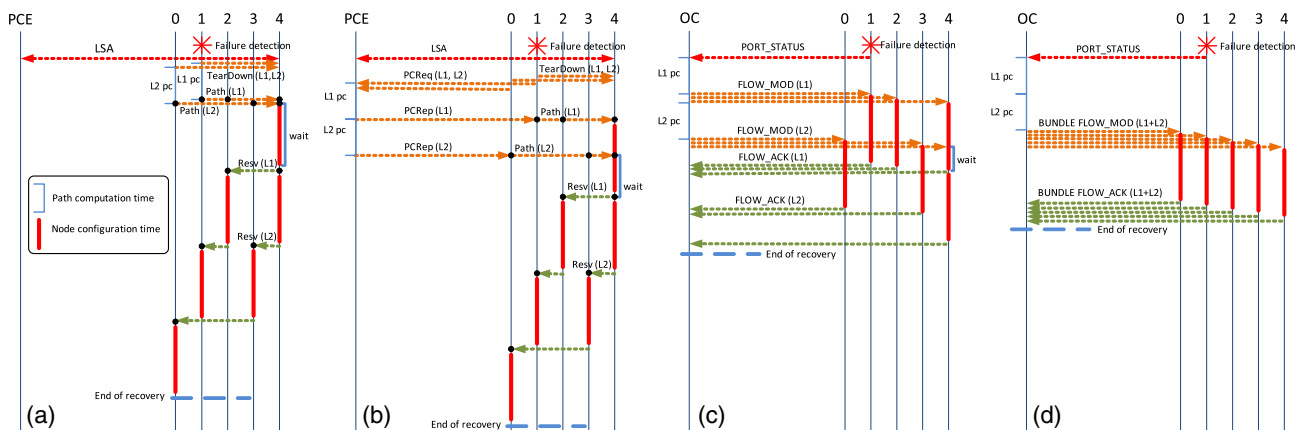 PCE
0 1 2 3 4
Failure detection
LSA
L1 pc
TearDown (L1,L2)
L2 pc
Path (L1)
Path (L2)
wait
Resv (L1)
Path computation time
Node configuration time
Resv (L2)
End of recovery
(a)
PCE
0 1 2 3 4
Failure detection
LSA
TearDown (L1, L2)
PCReq (L1, L2)
L1 pc
PCRep (L1)
Path (L1)
L2 pc
PCRep (L2)
Path (L2)
wait
Resv (L1)
Resv (L2)
End of recovery
(b)
OC
0 1 2 3 4
Failure detection
PORT_STATUS
L1 pc
FLOW_MOD (L1)
L2 pc
FLOW_MOD (L2)
wait
FLOW_ACK (L1)
FLOW_ACK (L2)
End of recovery
(c)
OC
0 1 2 3 4
Failure detection
PORT_STATUS
L1 pc
L2 pc
BUNDLE FLOW_MOD (L1+L2)
BUNDLE FLOW_ACK (L1+L2)
End of recovery
(d)